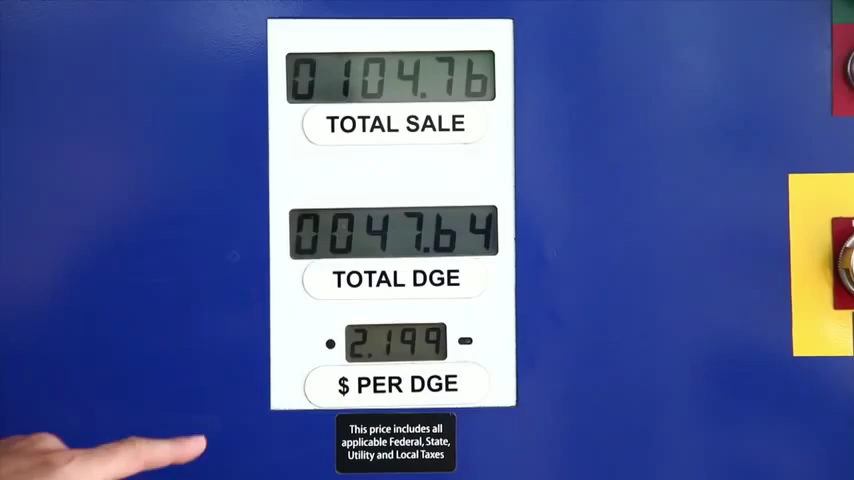 0104.76
TOTAL SALE
0047.64
TOTAL DGE
2.199
$ PER DGE
This price includes all
applicable Federal, State,
Utility and Local Taxes